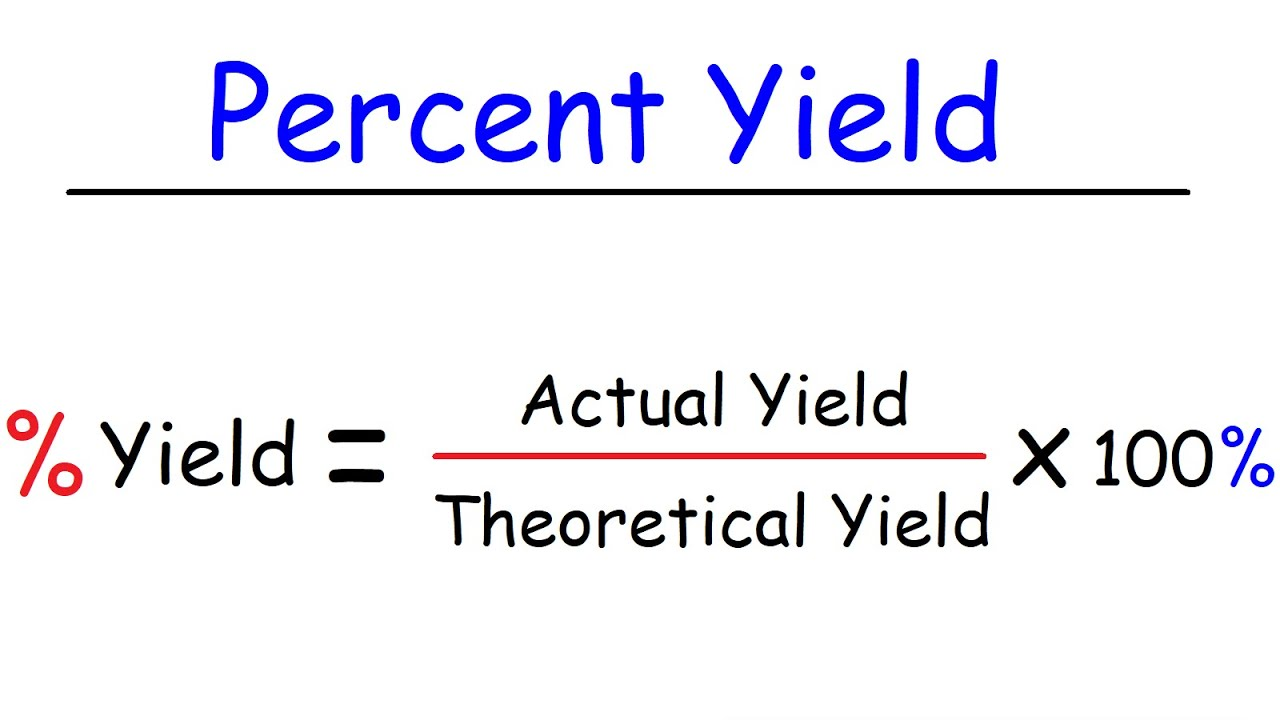 Percent Yield
% Yield = Actual Yield / Theoretical Yield x 100%